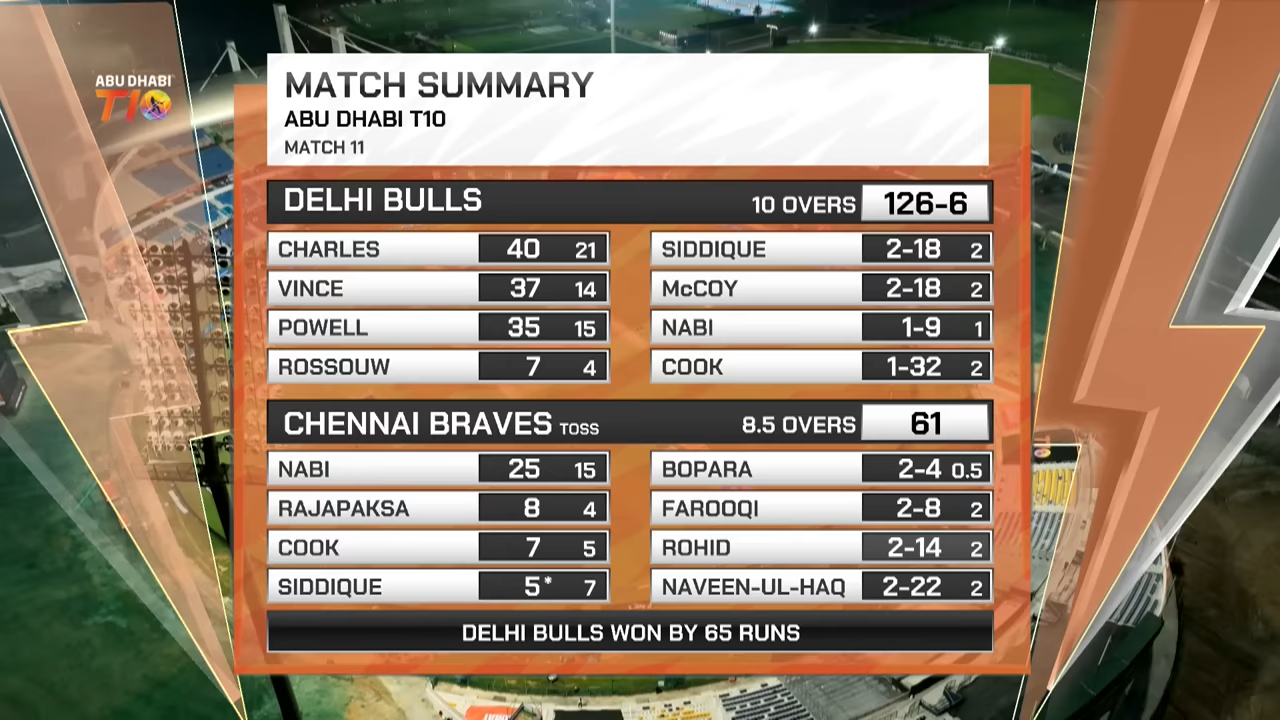 ABU DHABI
T10
MATCH SUMMARY
ABU DHABI T10
MATCH 11
DELHI BULLS 10 OVERS 126-6
CHARLES 40 21 SIDDIQUE 2-18 2
VINCE 37 14 McCOY 2-18 2
POWELL 35 15 NABI 1-9 1
ROSSOUW 7 4 COOK 1-32 2
CHENNAI BRAVES TOSS 8.5 OVERS 61
NABI 25 15 BOPARA 2-4 0.5
RAJAPAKSA 8 4 FAROOQI 2-8 2
COOK 7 5 ROHID 2-14 2
SIDDIQUE 5* 7 NAVEEN-UL-HAQ 2-22 2
DELHI BULLS WON BY 65 RUNS